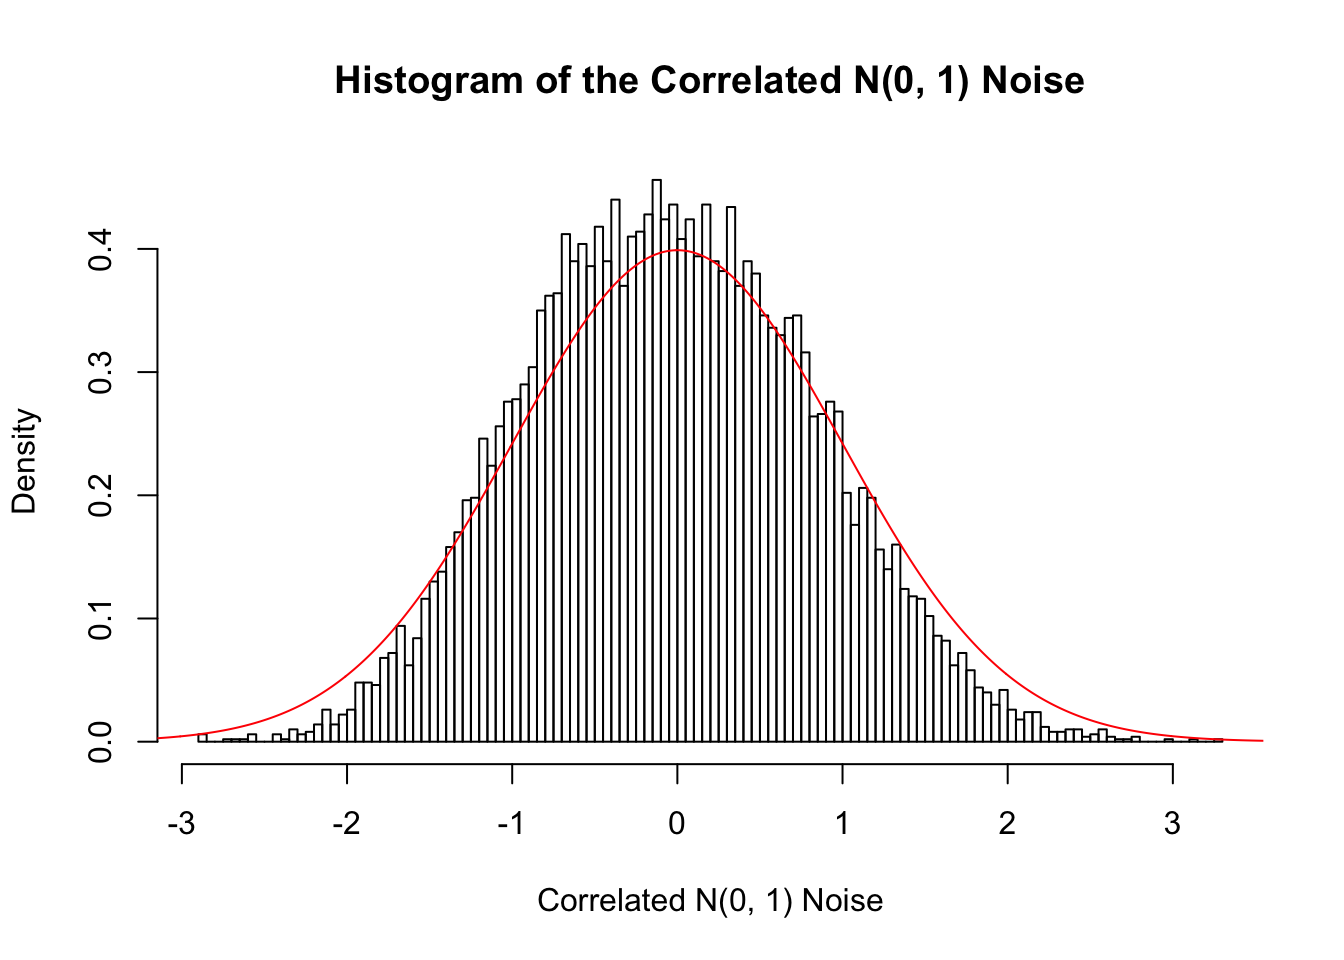 Histogram of the Correlated N(0, 1) Noise
Density
0.4
0.3
0.2
0.1
0.0
-3 -2 -1 0 1 2 3
Correlated N(0, 1) Noise